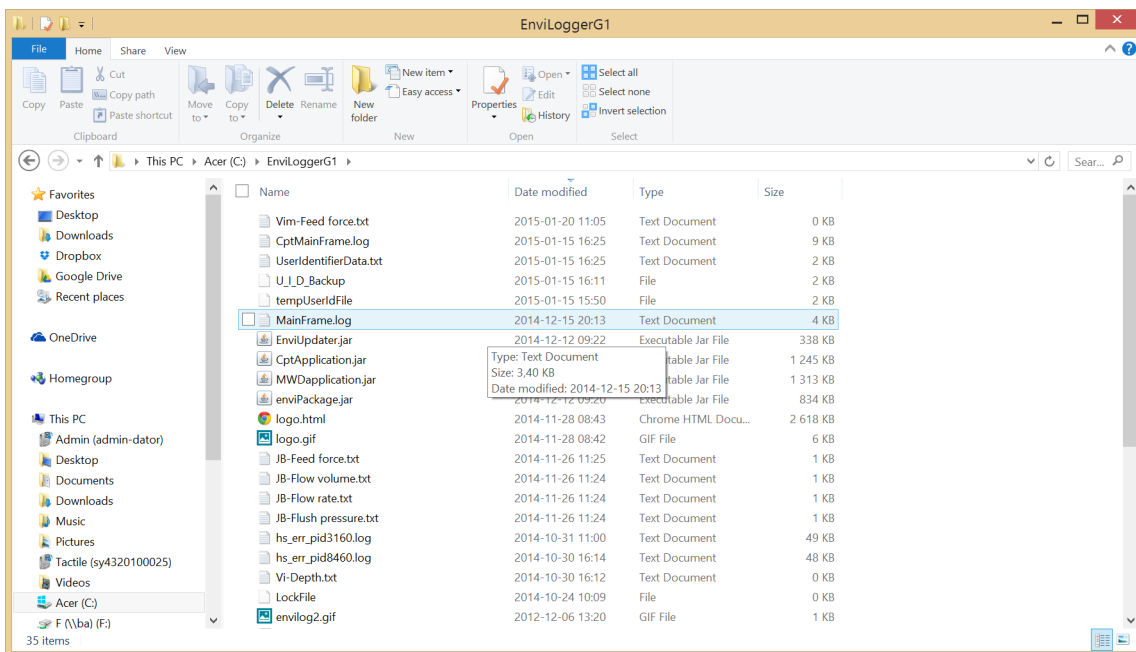 EnviLoggerG1
File Home Share View
Copy
Paste
Cut
Copy path
Paste shortcut
Clipboard
Move to
Copy to
Delete
Rename
Organize
New folder
New item
Easy access
New
Properties
Open
Edit
History
Open
Select all
Select none
Invert selection
Select
This PC Acer (C:) EnviLoggerG1
Sear...
Favorites
Desktop
Downloads
Dropbox
Google Drive
Recent places
OneDrive
Homegroup
This PC
Admin (admin-dator)
Desktop
Documents
Downloads
Music
Pictures
Tactile (sy4320100025)
Videos
Acer (C:)
F (\\ba) (F:)
Name Date modified Type Size
Vim-Feed force.txt 2015-01-20 11:05 Text Document 0 KB
CptMainFrame.log 2015-01-15 16:25 Text Document 9 KB
UserIdentifierData.txt 2015-01-15 16:25 Text Document 2 KB
U_I_D_Backup 2015-01-15 16:11 File 2 KB
tempUserIdFile 2015-01-15 15:50 File 2 KB
MainFrame.log 2014-12-15 20:13 Text Document 4 KB
EnviUpdater.jar 2014-12-12 09:22 Executable Jar File 338 KB
CptApplication.jar table Jar File 1 245 KB
MWDapplication.jar table Jar File 1 313 KB
enviPackage.jar 2014-12-12 09:20 Executable Jar File 834 KB
Type: Text Document
Size: 3,40 KB
Date modified: 2014-12-15 20:13
logo.html 2014-11-28 08:43 Chrome HTML Docu... 2 618 KB
logo.gif 2014-11-28 08:42 GIF File 6 KB
JB-Feed force.txt 2014-11-26 11:25 Text Document 1 KB
JB-Flow volume.txt 2014-11-26 11:24 Text Document 1 KB
JB-Flow rate.txt 2014-11-26 11:24 Text Document 1 KB
JB-Flush pressure.txt 2014-11-26 11:24 Text Document 1 KB
hs_err_pid3160.log 2014-10-31 11:00 Text Document 49 KB
hs_err_pid8460.log 2014-10-30 16:14 Text Document 48 KB
Vi-Depth.txt 2014-10-30 16:12 Text Document 0 KB
LockFile 2014-10-24 10:09 File 0 KB
envilog2.gif 2012-12-06 13:20 GIF File 1 KB
35 items